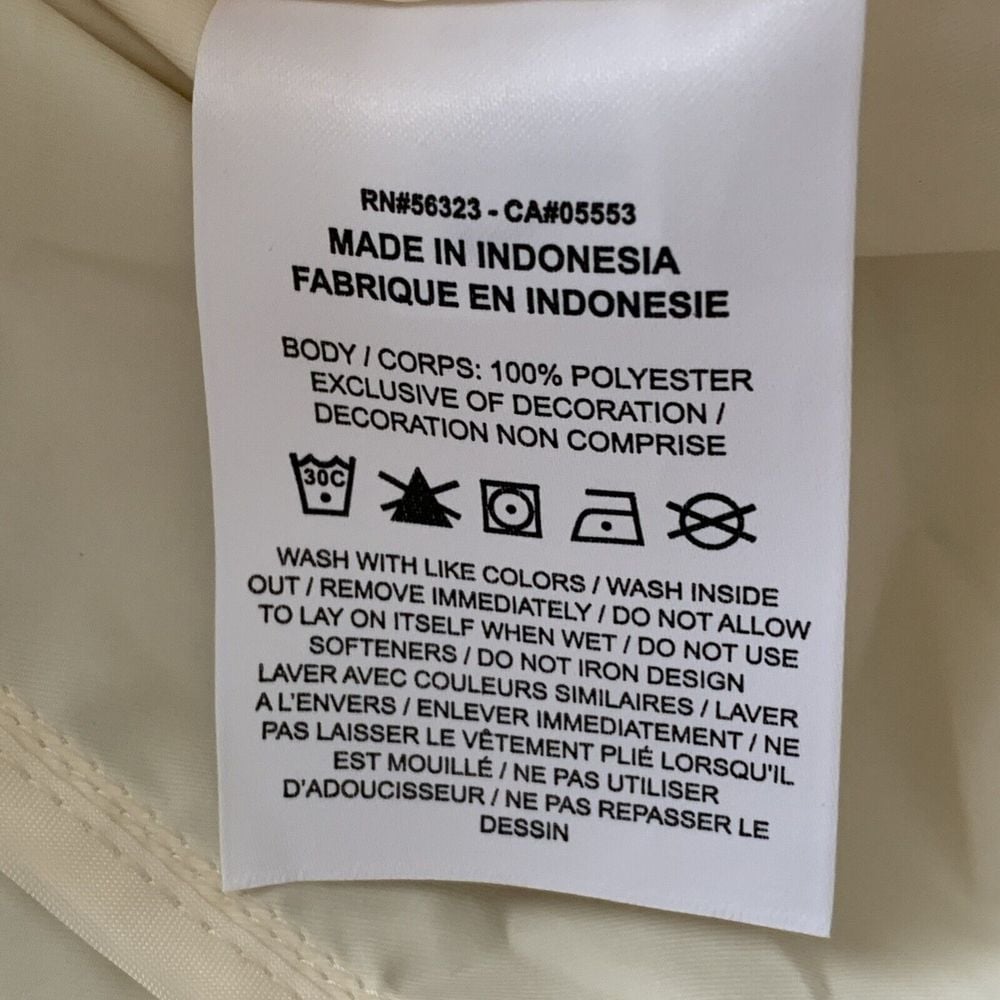 RN#56323 - CA#05553
MADE IN INDONESIA
FABRIQUE EN INDONESIE
BODY / CORPS: 100% POLYESTER
EXCLUSIVE OF DECORATION /
DECORATION NON COMPRISE
30C
WASH WITH LIKE COLORS / WASH INSIDE
OUT / REMOVE IMMEDIATELY / DO NOT ALLOW
TO LAY ON ITSELF WHEN WET / DO NOT USE
SOFTENERS / DO NOT IRON DESIGN
LAVER AVEC COULEURS SIMILAIRES / LAVER
A L'ENVERS / ENLEVER IMMEDIATEMENT / NE
PAS LAISSER LE VÊTEMENT PLIÉ LORSQU'IL
EST MOUILLÉ / NE PAS UTILISER
D'ADOUCISSEUR / NE PAS REPASSER LE
DESSIN